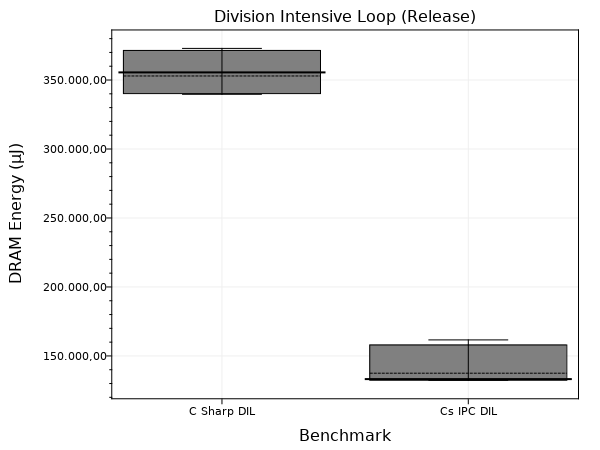 Division Intensive Loop (Release)
DRAM Energy (µJ)
350.000,00
300.000,00
250.000,00
200.000,00
150.000,00
C Sharp DIL
Cs IPC DIL
Benchmark